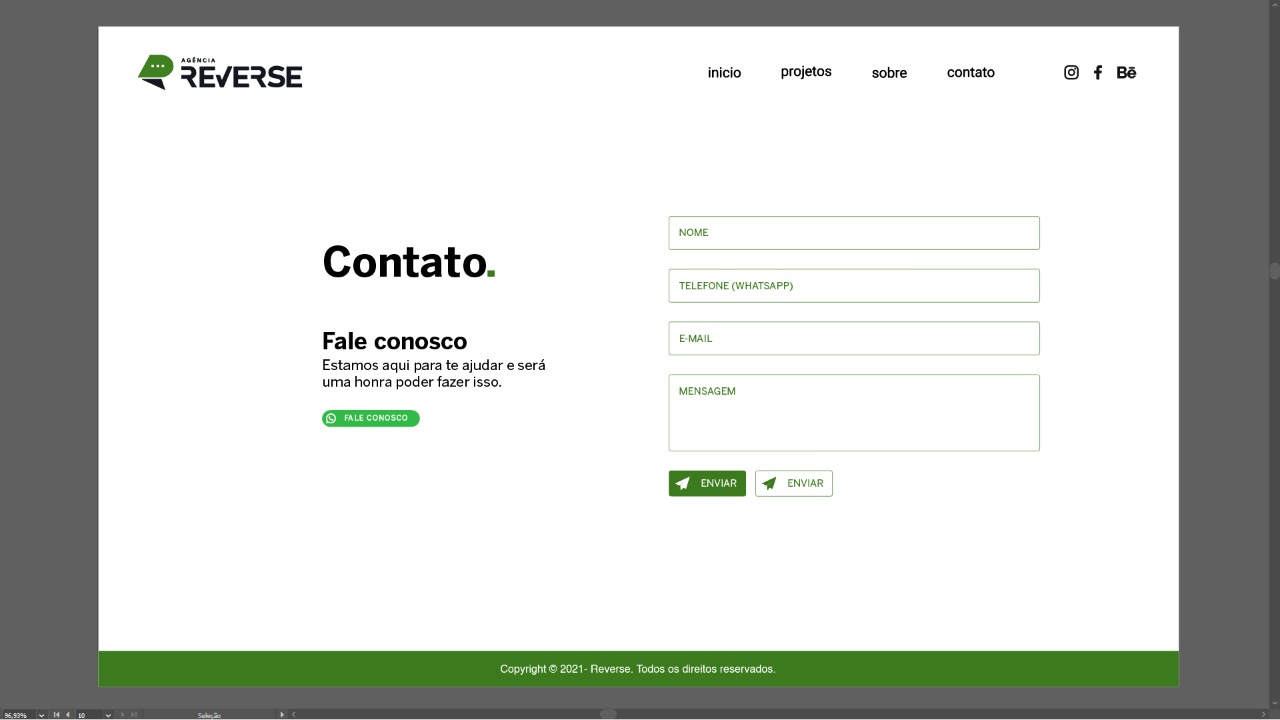 AGÊNCIA
REVERSE
inicio
projetos
sobre
contato
Bē
Contato.
Fale conosco
Estamos aqui para te ajudar e será
uma honra poder fazer isso.
FALE CONOSCO
NOME
TELEFONE (WHATSAPP)
E-MAIL
MENSAGEM
ENVIAR
ENVIAR
Copyright © 2021- Reverse. Todos os direitos reservados.
96,93%
10
Seleção